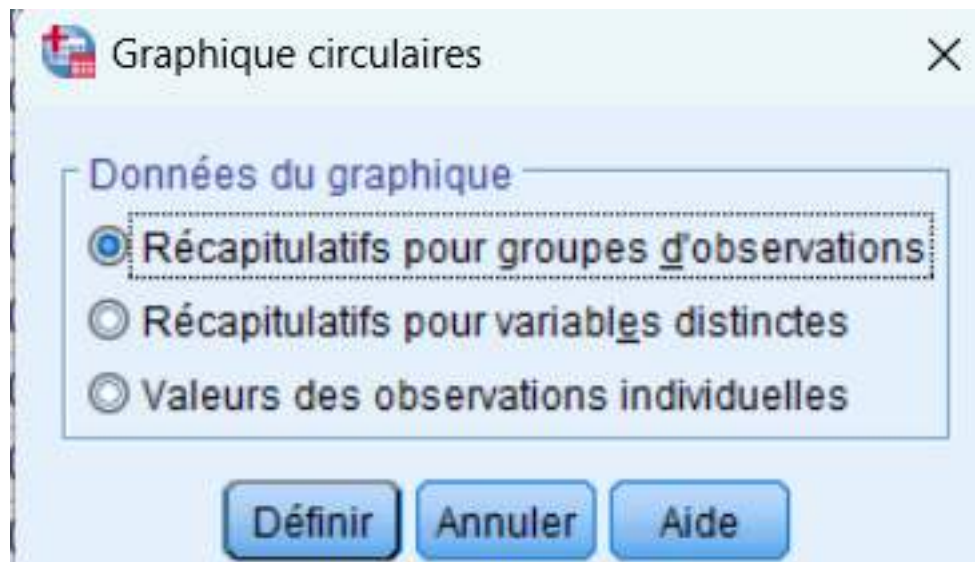 Graphique circulaires
Données du graphique
Récapitulatifs pour groupes d'observations
Récapitulatifs pour variables distinctes
Valeurs des observations individuelles
Définir Annuler Aide